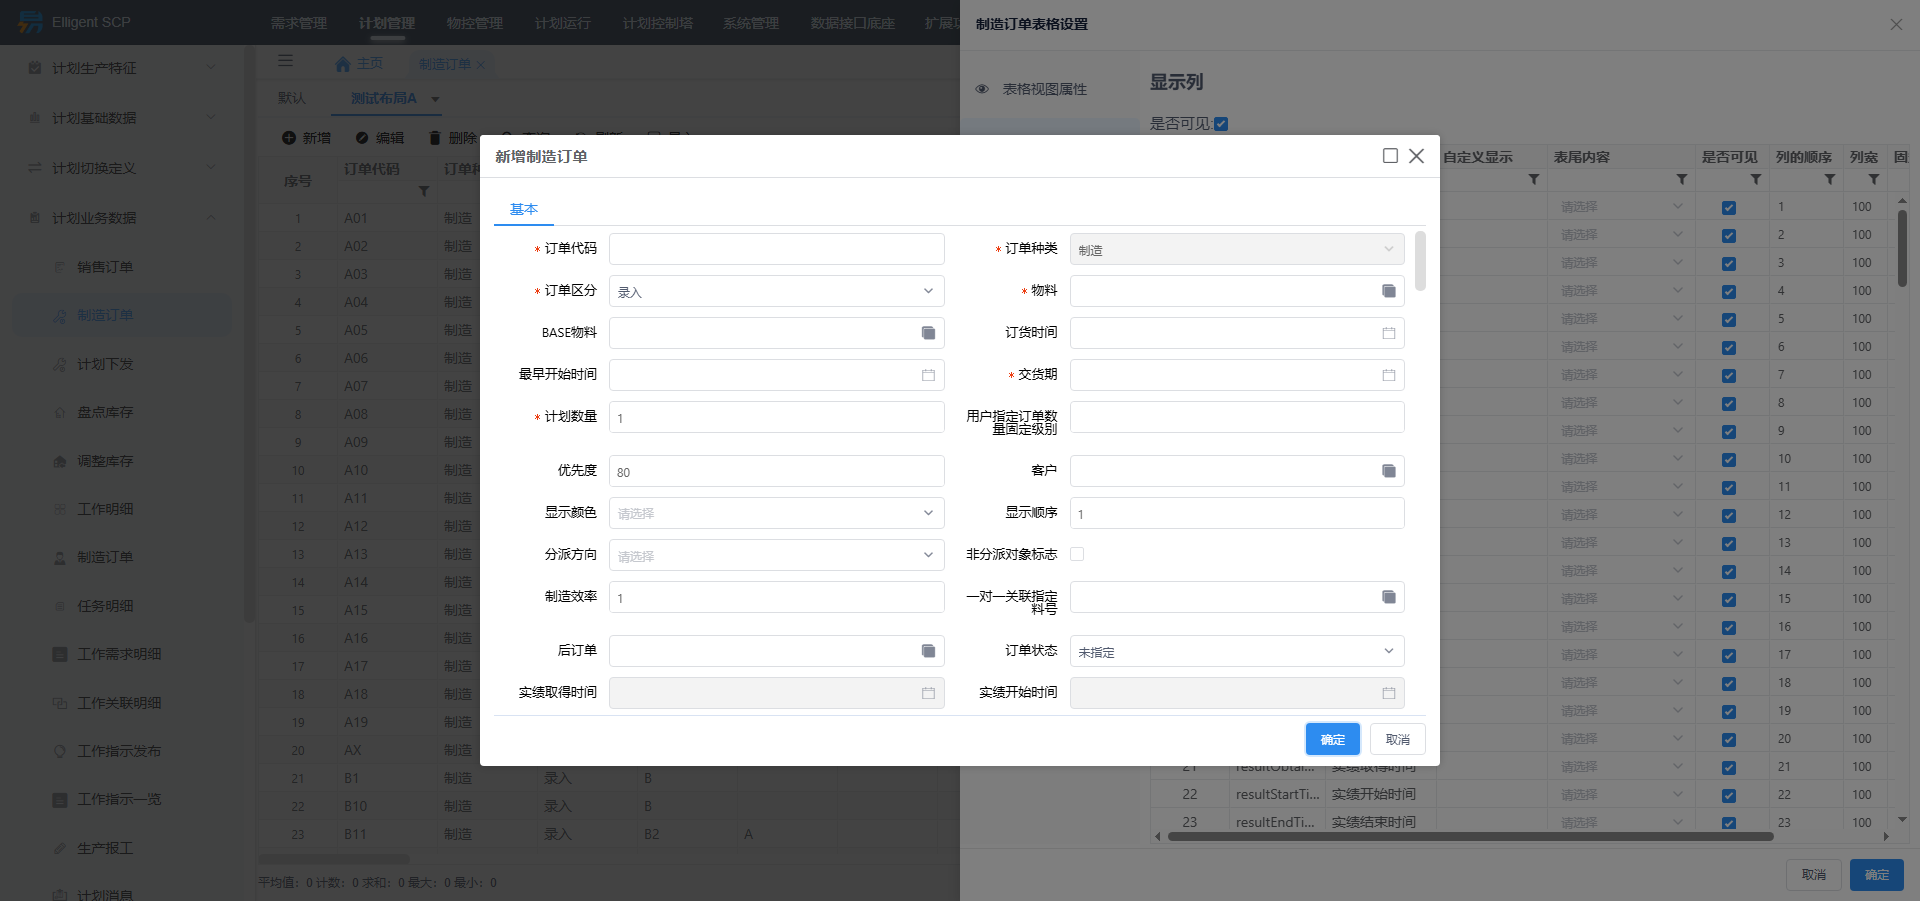 Elligent SCP
需求管理 计划管理 物控管理 计划运行 计划控制塔 系统管理 数据接口底座
制造订单表格设置
计划生产特征
计划基础数据
计划切换定义
计划业务数据
销售订单
制造订单
计划下发
盘点库存
调整库存
工作明细
制造订单
任务明细
工作需求明细
工作关联明细
工作指示发布
工作指示一览
生产报工
计划消息
主页 制造订单
默认 测试布局A
新增 编辑 删除
序号 订单代码
1 A01 制造
2 A02 制造
3 A03 制造
4 A04 制造
5 A05 制造
6 A06 制造
7 A07 制造
8 A08 制造
9 A09 制造
10 A10 制造
11 A11 制造
12 A12 制造
13 A13 制造
14 A14 制造
15 A15 制造
16 A16 制造
17 A17 制造
18 A18 制造
19 A19 制造
20 AX 制造
21 B1 制造 录入 B
22 B10 制造 录入 B
23 B11 制造 录入 B2 A
平均值: 0 计数: 0 求和: 0 最大: 0 最小: 0
新增制造订单
基本
* 订单代码
* 订单种类 制造
* 订单区分 录入
* 物料
BASE物料
订货时间
最早开始时间
* 交货期
* 计划数量 1
用户指定订单数
量固定级别
优先度 80
客户
显示颜色 请选择
显示顺序 1
分派方向 请选择
非分派对象标志
制造效率 1
一对一关联指定
料号
后订单
订单状态 未指定
实绩取得时间
实绩开始时间
确定 取消
表格视图属性
显示列
是否可见:
自定义显示 表尾内容 是否可见 列的顺序 列宽 固
请选择 1 100
请选择 2 100
请选择 3 100
请选择 4 100
请选择 5 100
请选择 6 100
请选择 7 100
请选择 8 100
请选择 9 100
请选择 10 100
请选择 11 100
请选择 12 100
请选择 13 100
请选择 14 100
请选择 15 100
请选择 16 100
请选择 17 100
请选择 18 100
请选择 19 100
请选择 20 100
21 resultObtai... 实绩取得时间 请选择 21 100
22 resultStartTi... 实绩开始时间 请选择 22 100
23 resultEndTi... 实绩结束时间 请选择 23 100
取消 确定